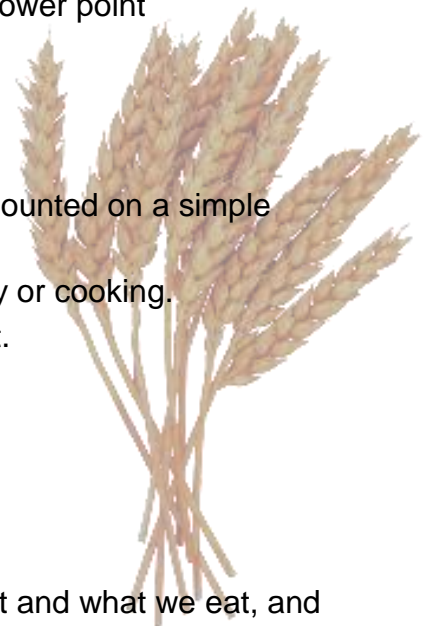 ower point
ounted on a simple
y or cooking.
t.
t and what we eat, and